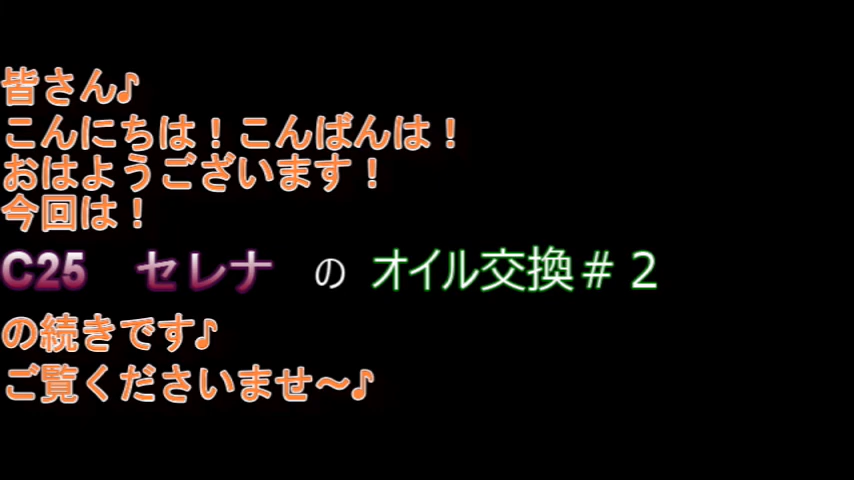 皆さん♪
こんにちは！こんばんは！
おはようございます！
今回は！
C25　セレナ　の　オイル交換＃２
の続きです♪
ご覧くださいませ～♪